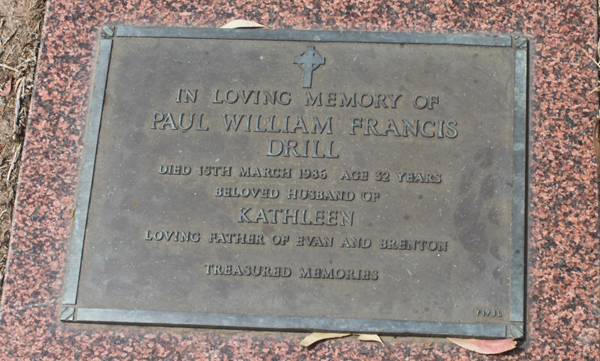 IN LOVING MEMORY OF
PAUL WILLIAM FRANCIS
DRILL
DIED 15TH MARCH 1986 AGE 32 YEARS
BELOVED HUSBAND OF
KATHLEEN
LOVING FATHER OF EVAN AND BRENTON
TREASURED MEMORIES